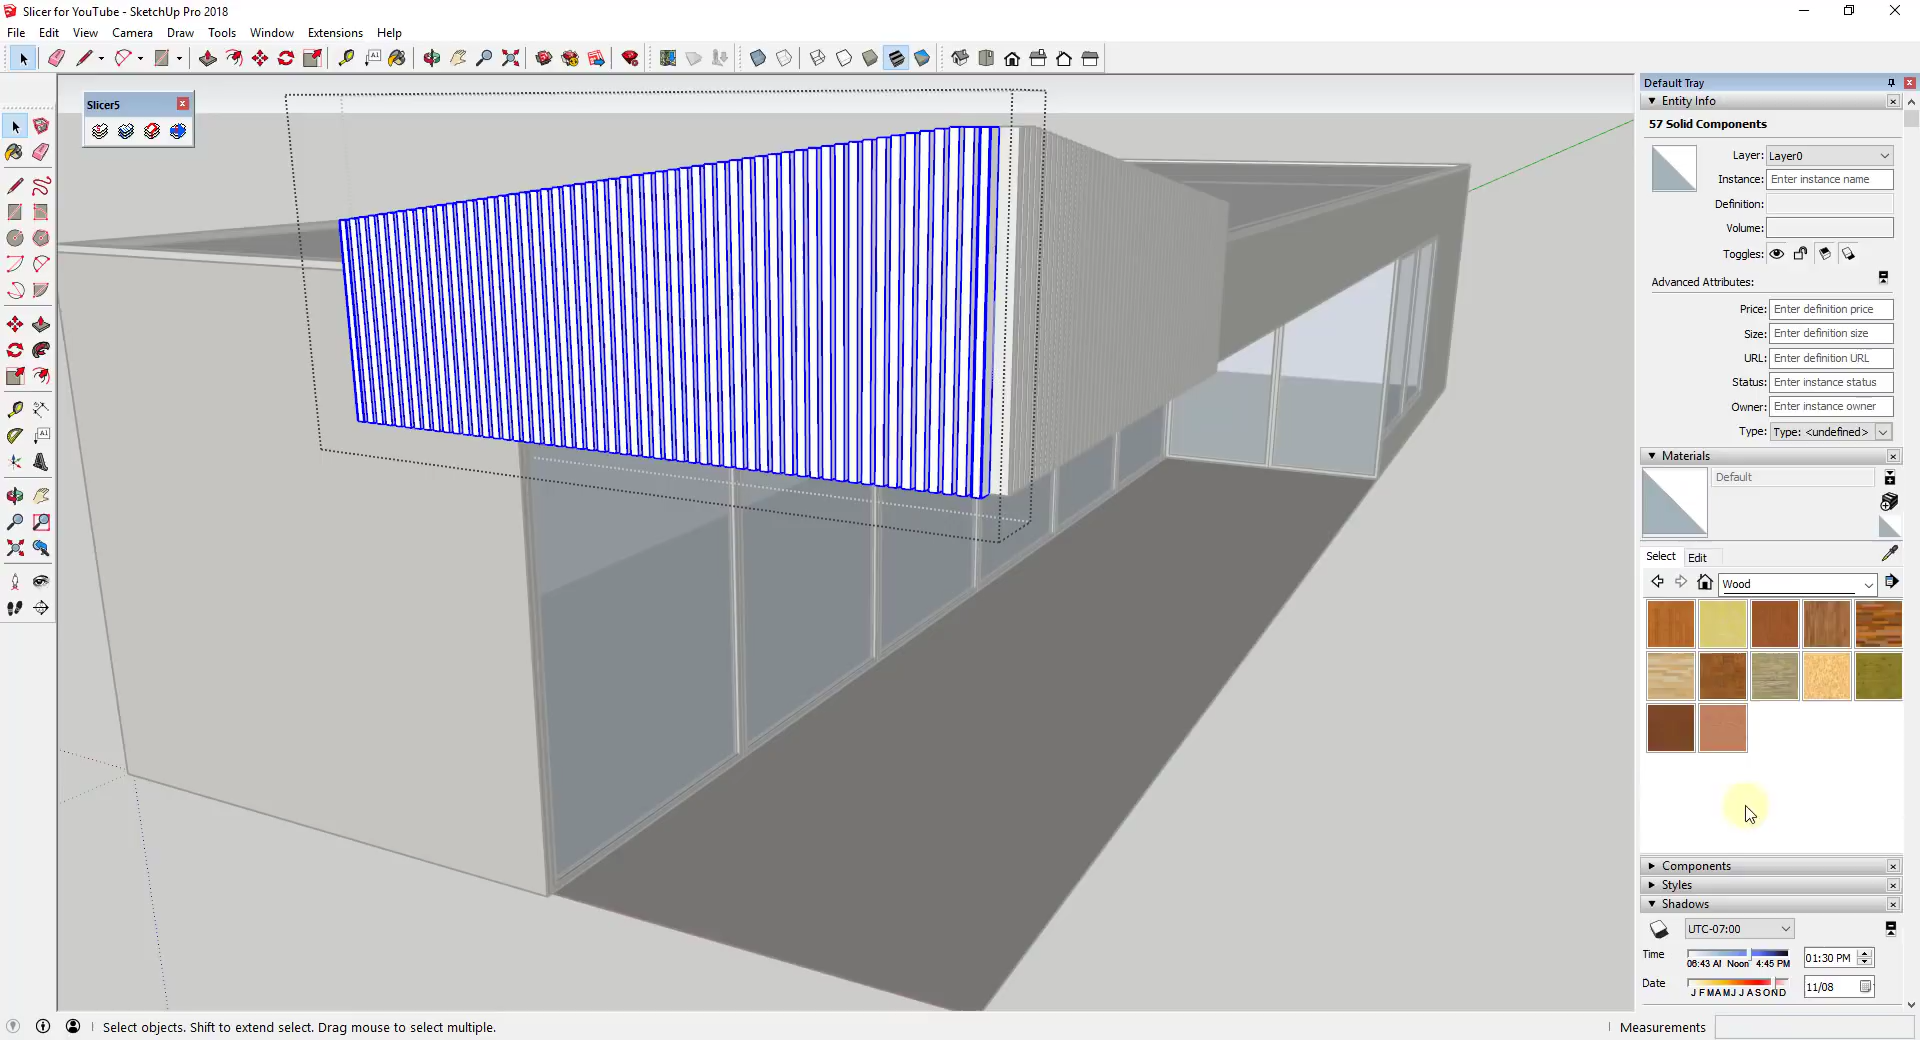 Slicer for YouTube - SketchUp Pro 2018
File Edit View Camera Draw Tools Window Extensions Help
Slicer5
Default Tray
Entity Info
57 Solid Components
Layer: Layer0
Instance: Enter instance name
Definition:
Volume:
Toggles:
Advanced Attributes:
Price: Enter definition price
Size: Enter definition size
URL: Enter definition URL
Status: Enter instance status
Owner: Enter instance owner
Type: Type: <undefined>
Materials
Default
Select Edit
Wood
Components
Styles
Shadows
UTC-07:00
Time 06:43 AM Noon 4:45 PM 01:30 PM
Date J F M A M J J A S O N D 11/08
Select objects. Shift to extend select. Drag mouse to select multiple.
Measurements